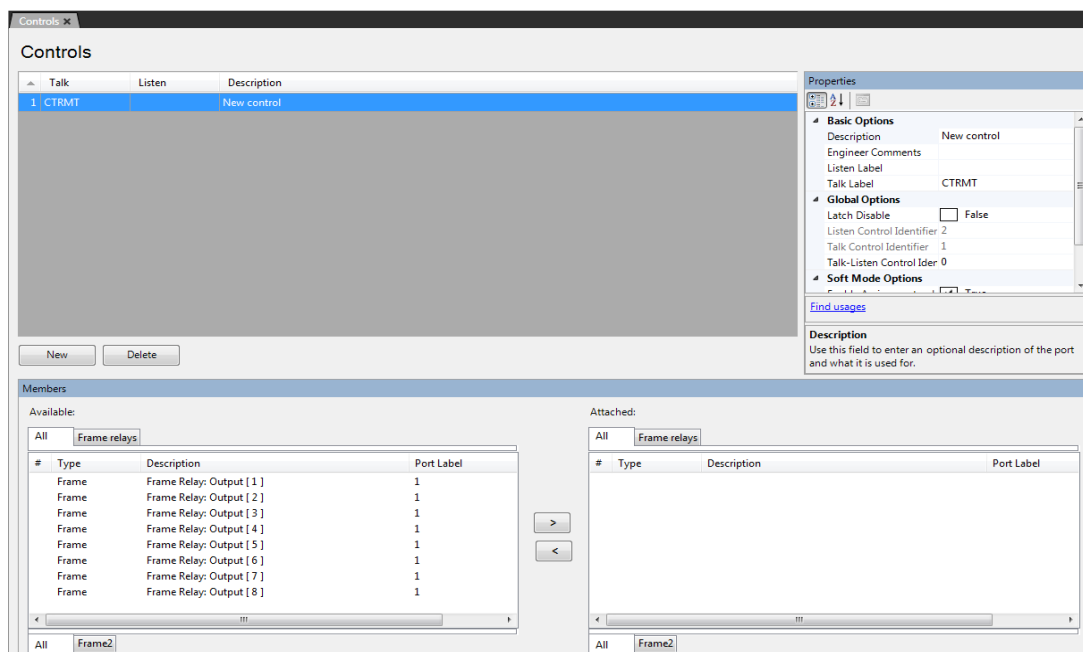 Controls ×
Controls
Talk Listen Description
1 CTRMT New control
New Delete
Properties
Basic Options
Description New control
Engineer Comments
Listen Label
Talk Label CTRMT
Global Options
Latch Disable False
Listen Control Identifier 2
Talk Control Identifier 1
Talk-Listen Control Iden 0
Soft Mode Options
True
Find usages
Description
Use this field to enter an optional description of the port
and what it is used for.
Members
Available:
All Frame relays
# Type Description Port Label
Frame Frame Relay: Output [ 1 ] 1
Frame Frame Relay: Output [ 2 ] 1
Frame Frame Relay: Output [ 3 ] 1
Frame Frame Relay: Output [ 4 ] 1
Frame Frame Relay: Output [ 5 ] 1
Frame Frame Relay: Output [ 6 ] 1
Frame Frame Relay: Output [ 7 ] 1
Frame Frame Relay: Output [ 8 ] 1
All Frame2
>
<
Attached:
All Frame relays
# Type Description Port Label
All Frame2